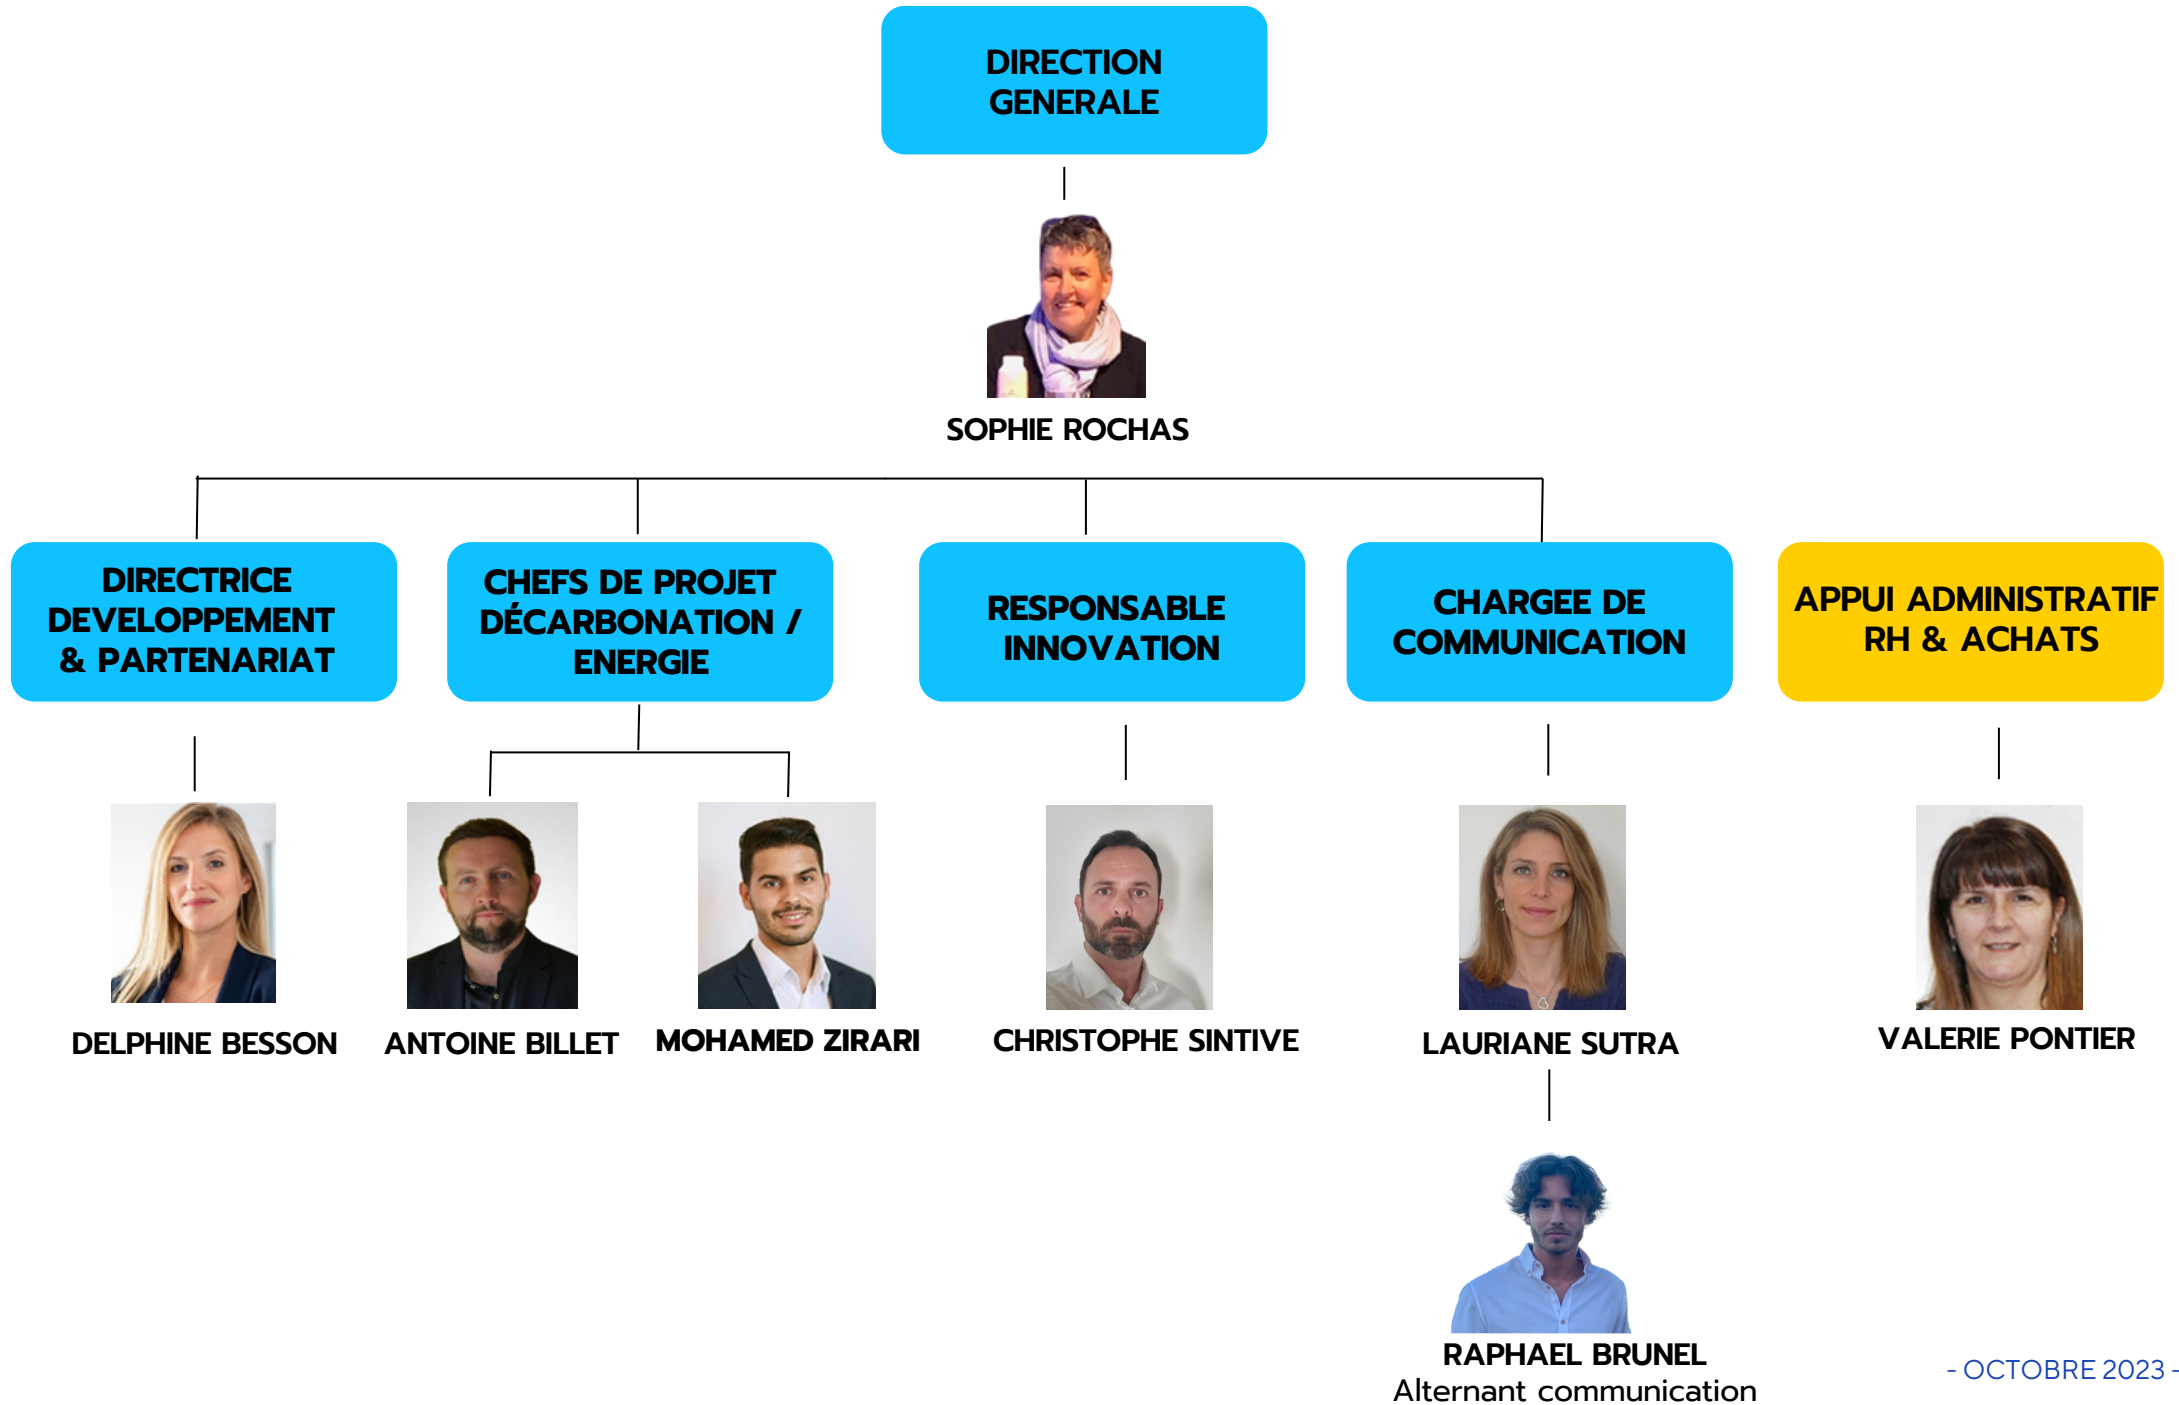 DIRECTION
GENERALE
SOPHIE ROCHAS
DIRECTRICE
DEVELOPPEMENT
& PARTENARIAT
CHEFS DE PROJET
DÉCARBONATION /
ENERGIE
RESPONSABLE
INNOVATION
CHARGEE DE
COMMUNICATION
APPUI ADMINISTRATIF
RH & ACHATS
DELPHINE BESSON
ANTOINE BILLET
MOHAMED ZIRARI
CHRISTOPHE SINTIVE
LAURIANE SUTRA
VALERIE PONTIER
RAPHAEL BRUNEL
Alternant communication
- OCTOBRE 2023 -